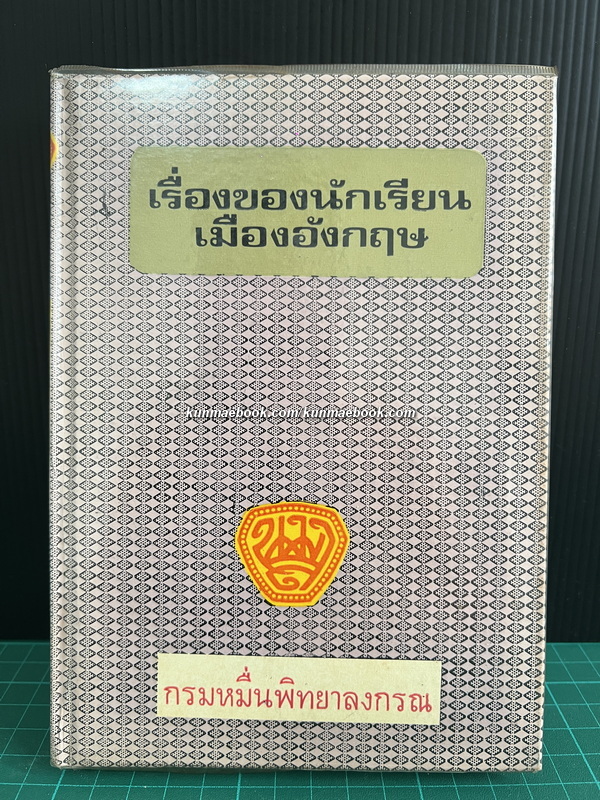 เรื่องของนักเรียน
เมืองอังกฤษ
kunmaebook.com/kunmaebook.com
กรมหมื่นพิทยาลงกรณ